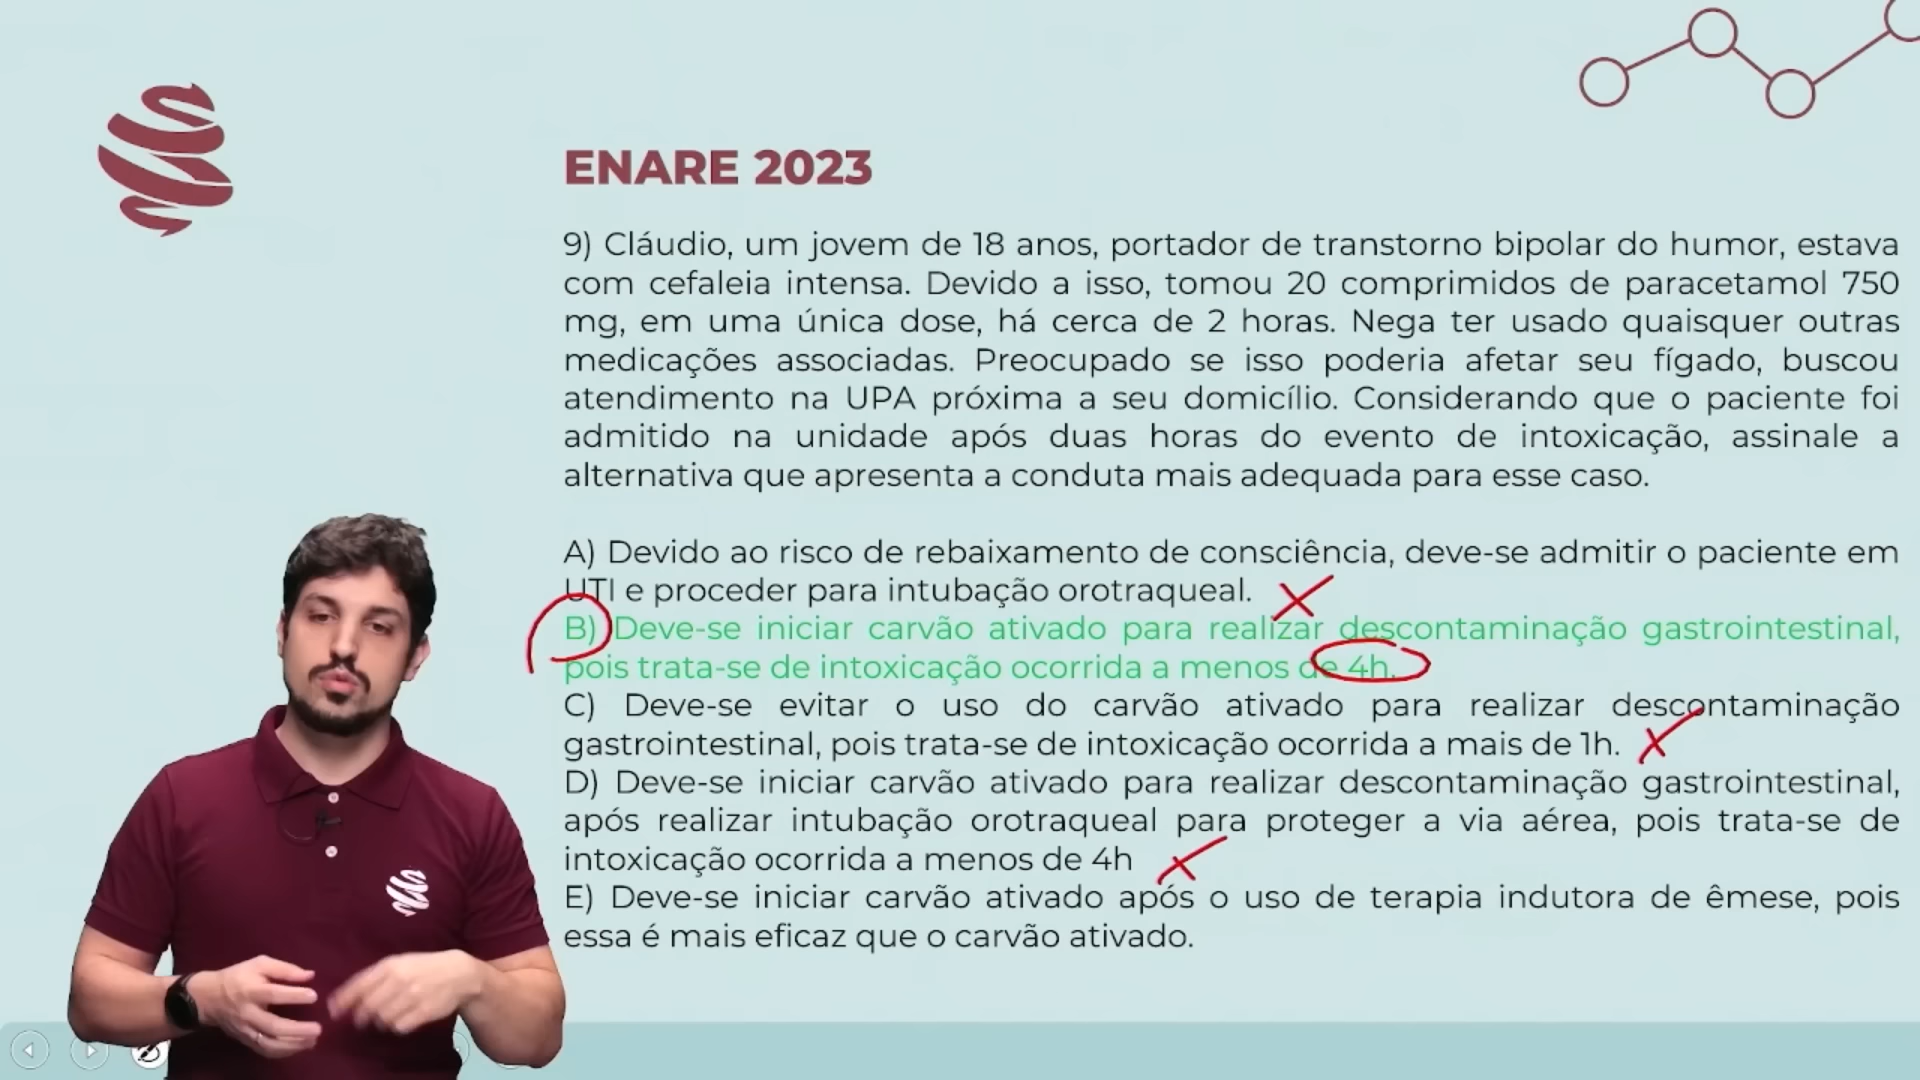 ENARE 2023
9) Cláudio, um jovem de 18 anos, portador de transtorno bipolar do humor, estava
com cefaleia intensa. Devido a isso, tomou 20 comprimidos de paracetamol 750
mg, em uma única dose, há cerca de 2 horas. Nega ter usado quaisquer outras
medicações associadas. Preocupado se isso poderia afetar seu fígado, buscou
atendimento na UPA próxima a seu domicílio. Considerando que o paciente foi
admitido na unidade após duas horas do evento de intoxicação, assinale a
alternativa que apresenta a conduta mais adequada para esse caso.
A) Devido ao risco de rebaixamento de consciência, deve-se admitir o paciente em
UTI e proceder para intubação orotraqueal.
B) Deve-se iniciar carvão ativado para realizar descontaminação gastrointestinal,
pois trata-se de intoxicação ocorrida a menos de 4h.
C) Deve-se evitar o uso do carvão ativado para realizar descontaminação
gastrointestinal, pois trata-se de intoxicação ocorrida a mais de 1h.
D) Deve-se iniciar carvão ativado para realizar descontaminação gastrointestinal,
após realizar intubação orotraqueal para proteger a via aérea, pois trata-se de
intoxicação ocorrida a menos de 4h
E) Deve-se iniciar carvão ativado após o uso de terapia indutora de êmese, pois
essa é mais eficaz que o carvão ativado.